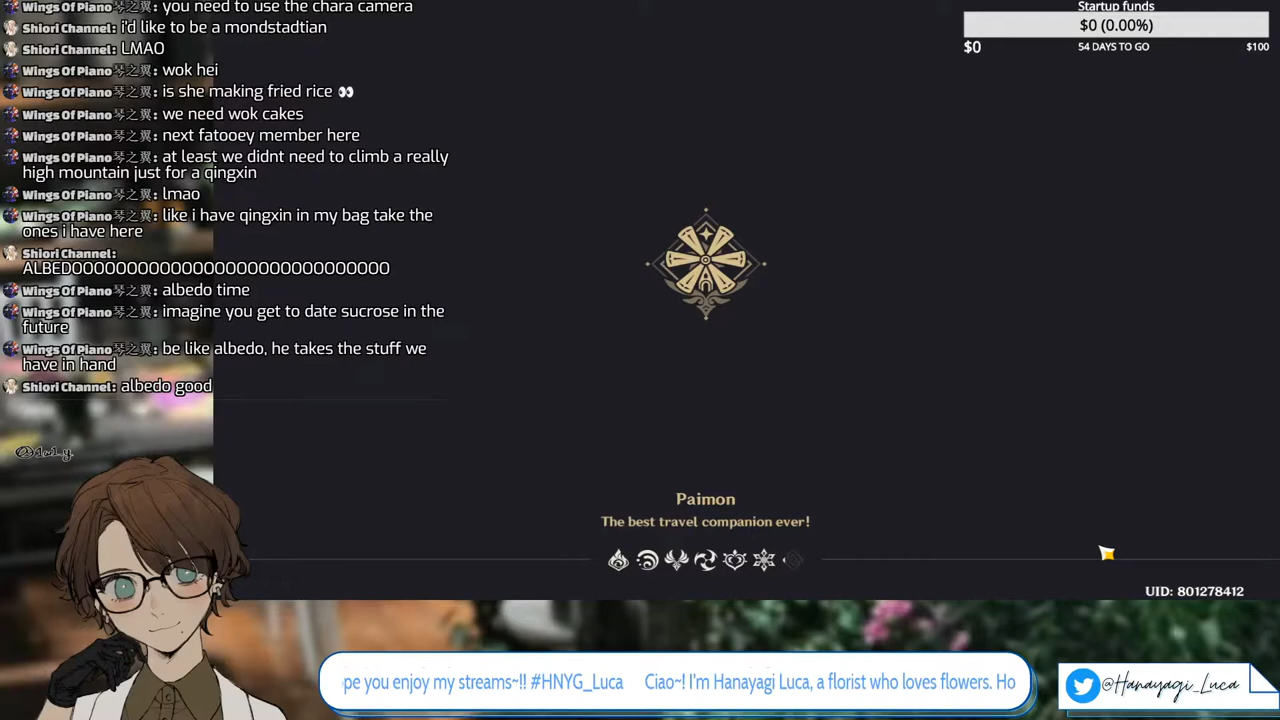 Wings Of Piano琴之翼: you need to use the chara camera
Shiori Channel: i'd like to be a mondstadtian
Shiori Channel: LMAO
Wings Of Piano琴之翼: wok hei
Wings Of Piano琴之翼: is she making fried rice 👀
Wings Of Piano琴之翼: we need wok cakes
Wings Of Piano琴之翼: next fatooey member here
Wings Of Piano琴之翼: at least we didnt need to climb a really
high mountain just for a qingxin
Wings Of Piano琴之翼: lmao
Wings Of Piano琴之翼: like i have qingxin in my bag take the
ones i have here
Shiori Channel:
ALBEDOOOOOOOOOOOOOOOOOOOOOOOOOOO
Wings Of Piano琴之翼: albedo time
Wings Of Piano琴之翼: imagine you get to date sucrose in the
future
Wings Of Piano琴之翼: be like albedo, he takes the stuff we
have in hand
Shiori Channel: albedo good
Startup funds
$0 (0.00%)
$0 54 DAYS TO GO $100
Paimon
The best travel companion ever!
UID: 801278412
pe you enjoy my streams~!! #HNYG_Luca Ciao~! I'm Hanayagi Luca, a florist who loves flowers. Ho
@Hanayagi_Luca